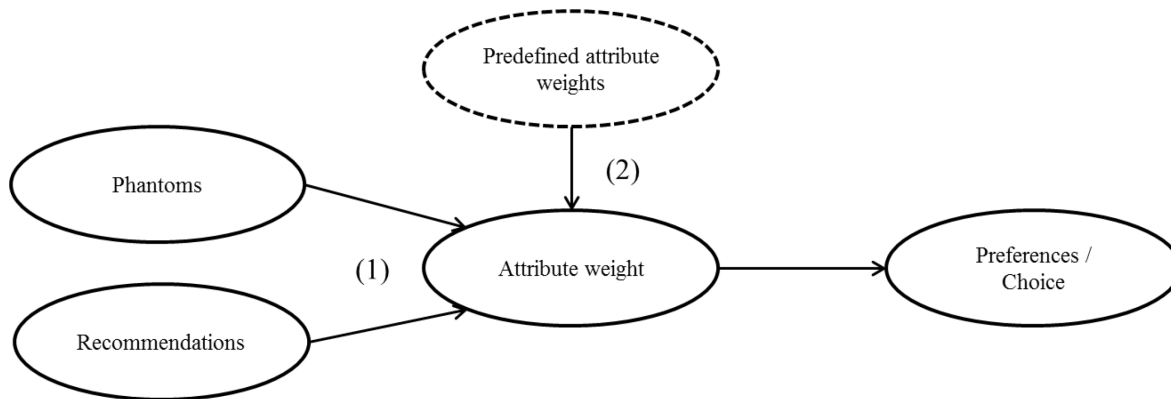 Predefined attribute
weights
(2)
Phantoms
(1)
Attribute weight
Preferences /
Choice
Recommendations